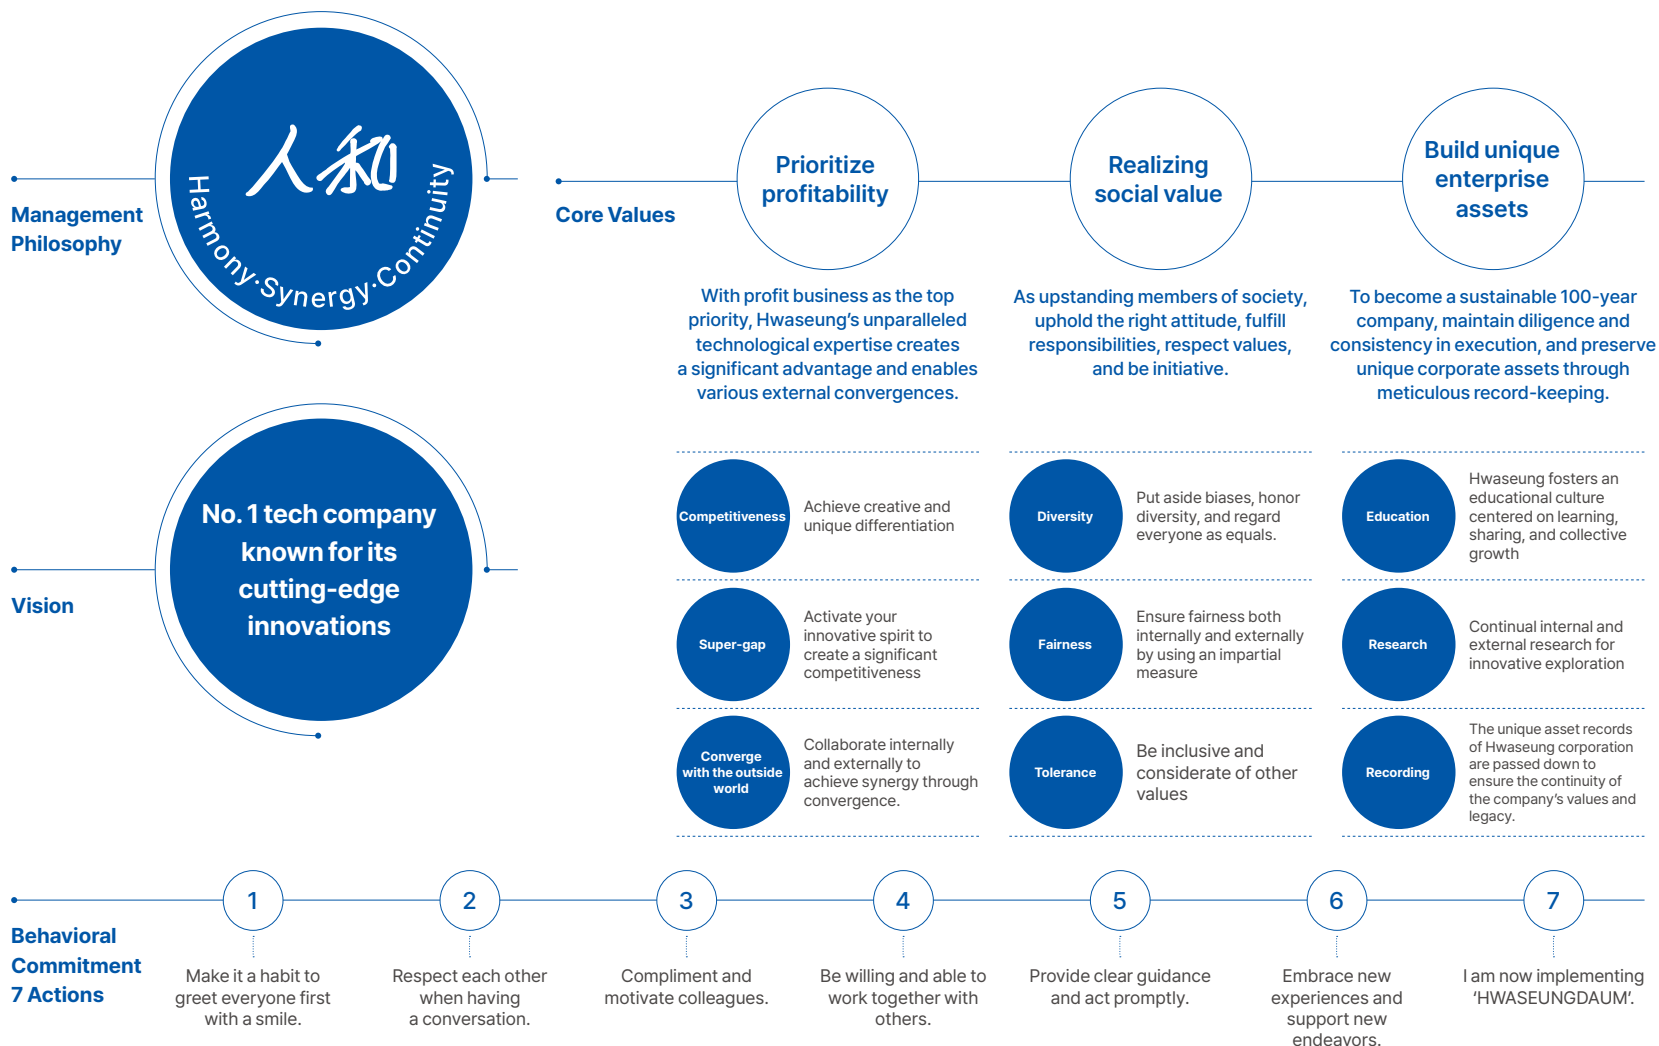 人和
Harmony·Synergy·Continuity
Management
Philosophy
Core Values
Prioritize
profitability
With profit business as the top
priority, Hwaseung’s unparalleled
technological expertise creates
a significant advantage and enables
various external convergences.
Realizing
social value
As upstanding members of society,
uphold the right attitude, fulfill
responsibilities, respect values,
and be initiative.
Build unique
enterprise
assets
To become a sustainable 100-year
company, maintain diligence and
consistency in execution, and preserve
unique corporate assets through
meticulous record-keeping.
Vision
No. 1 tech company
known for its
cutting-edge
innovations
Competitiveness
Achieve creative and
unique differentiation
Super-gap
Activate your
innovative spirit to
create a significant
competitiveness
Converge
with the outside
world
Collaborate internally
and externally to
achieve synergy through
convergence.
Diversity
Put aside biases, honor
diversity, and regard
everyone as equals.
Fairness
Ensure fairness both
internally and externally
by using an impartial
measure
Tolerance
Be inclusive and
considerate of other
values
Education
Hwaseung fosters an
educational culture
centered on learning,
sharing, and collective
growth
Research
Continual internal and
external research for
innovative exploration
Recording
The unique asset records
of Hwaseung corporation
are passed down to
ensure the continuity of
the company’s values and
legacy.
Behavioral
Commitment
7 Actions
1
Make it a habit to
greet everyone first
with a smile.
2
Respect each other
when having
a conversation.
3
Compliment and
motivate colleagues.
4
Be willing and able to
work together with
others.
5
Provide clear guidance
and act promptly.
6
Embrace new
experiences and
support new
endeavors.
7
I am now implementing
‘HWASEUNGDAUM’.